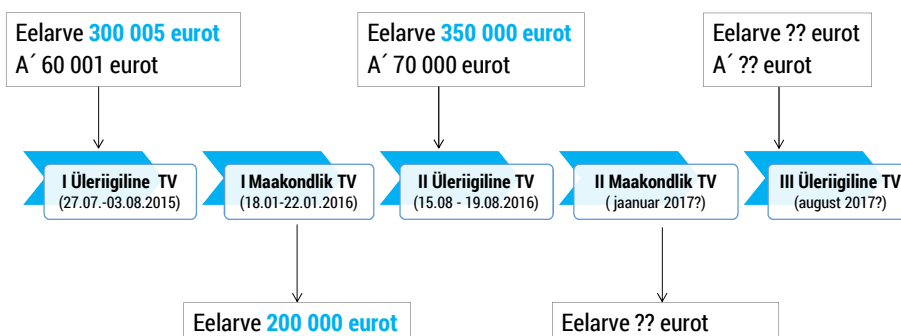 Eelarve 300 005 eurot
A´ 60 001 eurot
Eelarve 350 000 eurot
A´ 70 000 eurot
Eelarve ?? eurot
A´ ?? eurot
I Üleriigiline TV
(27.07.-03.08.2015)
I Maakondlik TV
(18.01-22.01.2016)
II Üleriigiline TV
(15.08 - 19.08.2016)
II Maakondlik TV
( jaanuar 2017?)
III Üleriigiline TV
(august 2017?)
Eelarve 200 000 eurot
Eelarve ?? eurot